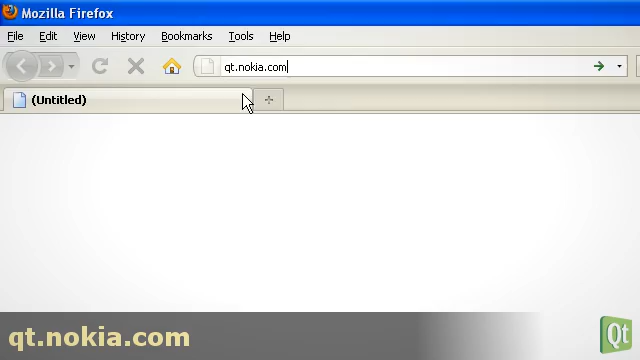 Mozilla Firefox
File Edit View History Bookmarks Tools Help
qt.nokia.com
(Untitled)
qt.nokia.com
Qt